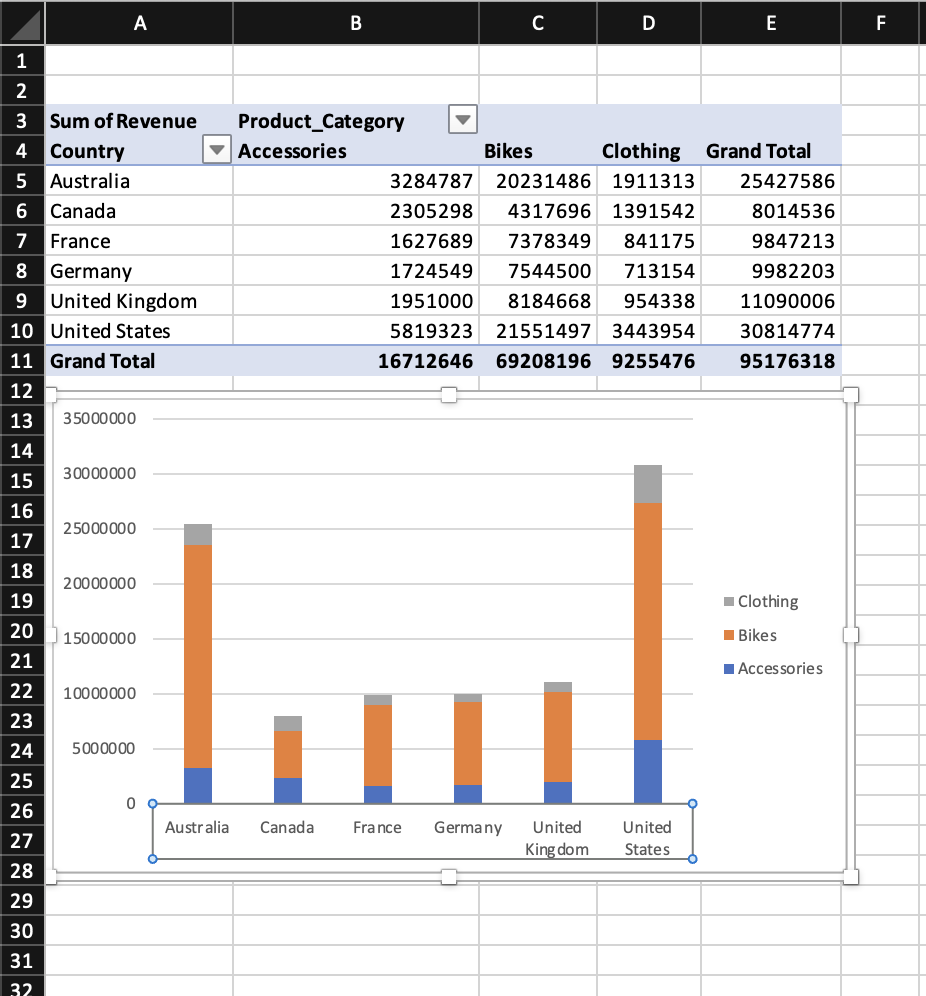 A B C D E F
1
2
3 Sum of Revenue Product_Category
4 Country Accessories Bikes Clothing Grand Total
5 Australia 3284787 20231486 1911313 25427586
6 Canada 2305298 4317696 1391542 8014536
7 France 1627689 7378349 841175 9847213
8 Germany 1724549 7544500 713154 9982203
9 United Kingdom 1951000 8184668 954338 11090006
10 United States 5819323 21551497 3443954 30814774
11 Grand Total 16712646 69208196 9255476 95176318
12
13 35000000
14
15 30000000
16
17 25000000
18 20000000
19 Clothing
20 15000000 Bikes
21 Accessories
22 10000000
23
24 5000000
25
26 0
27 Australia Canada France Germany United Kingdom United States
28
29
30
31
32